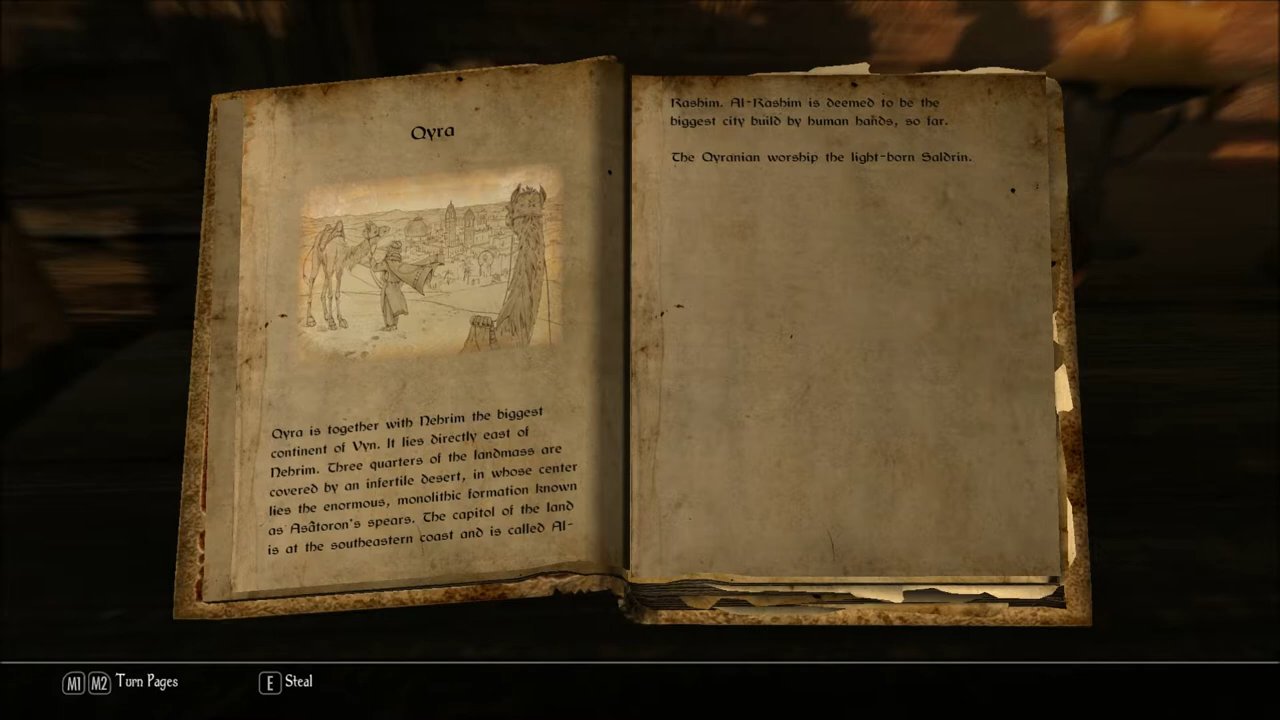 Qyra
Qyra is together with Nehrim the biggest
continent of Vyn. It lies directly east of
Nehrim. Three quarters of the landmass are
covered by an infertile desert, in whose center
lies the enormous, monolithic formation known
as Asâtoron's spears. The capitol of the land
is at the southeastern coast and is called Al-
Rashim. Al-Rashim is deemed to be the
biggest city build by human hands, so far.
The Qyranian worship the light-born Saldrin.
M1 M2 Turn Pages
E Steal